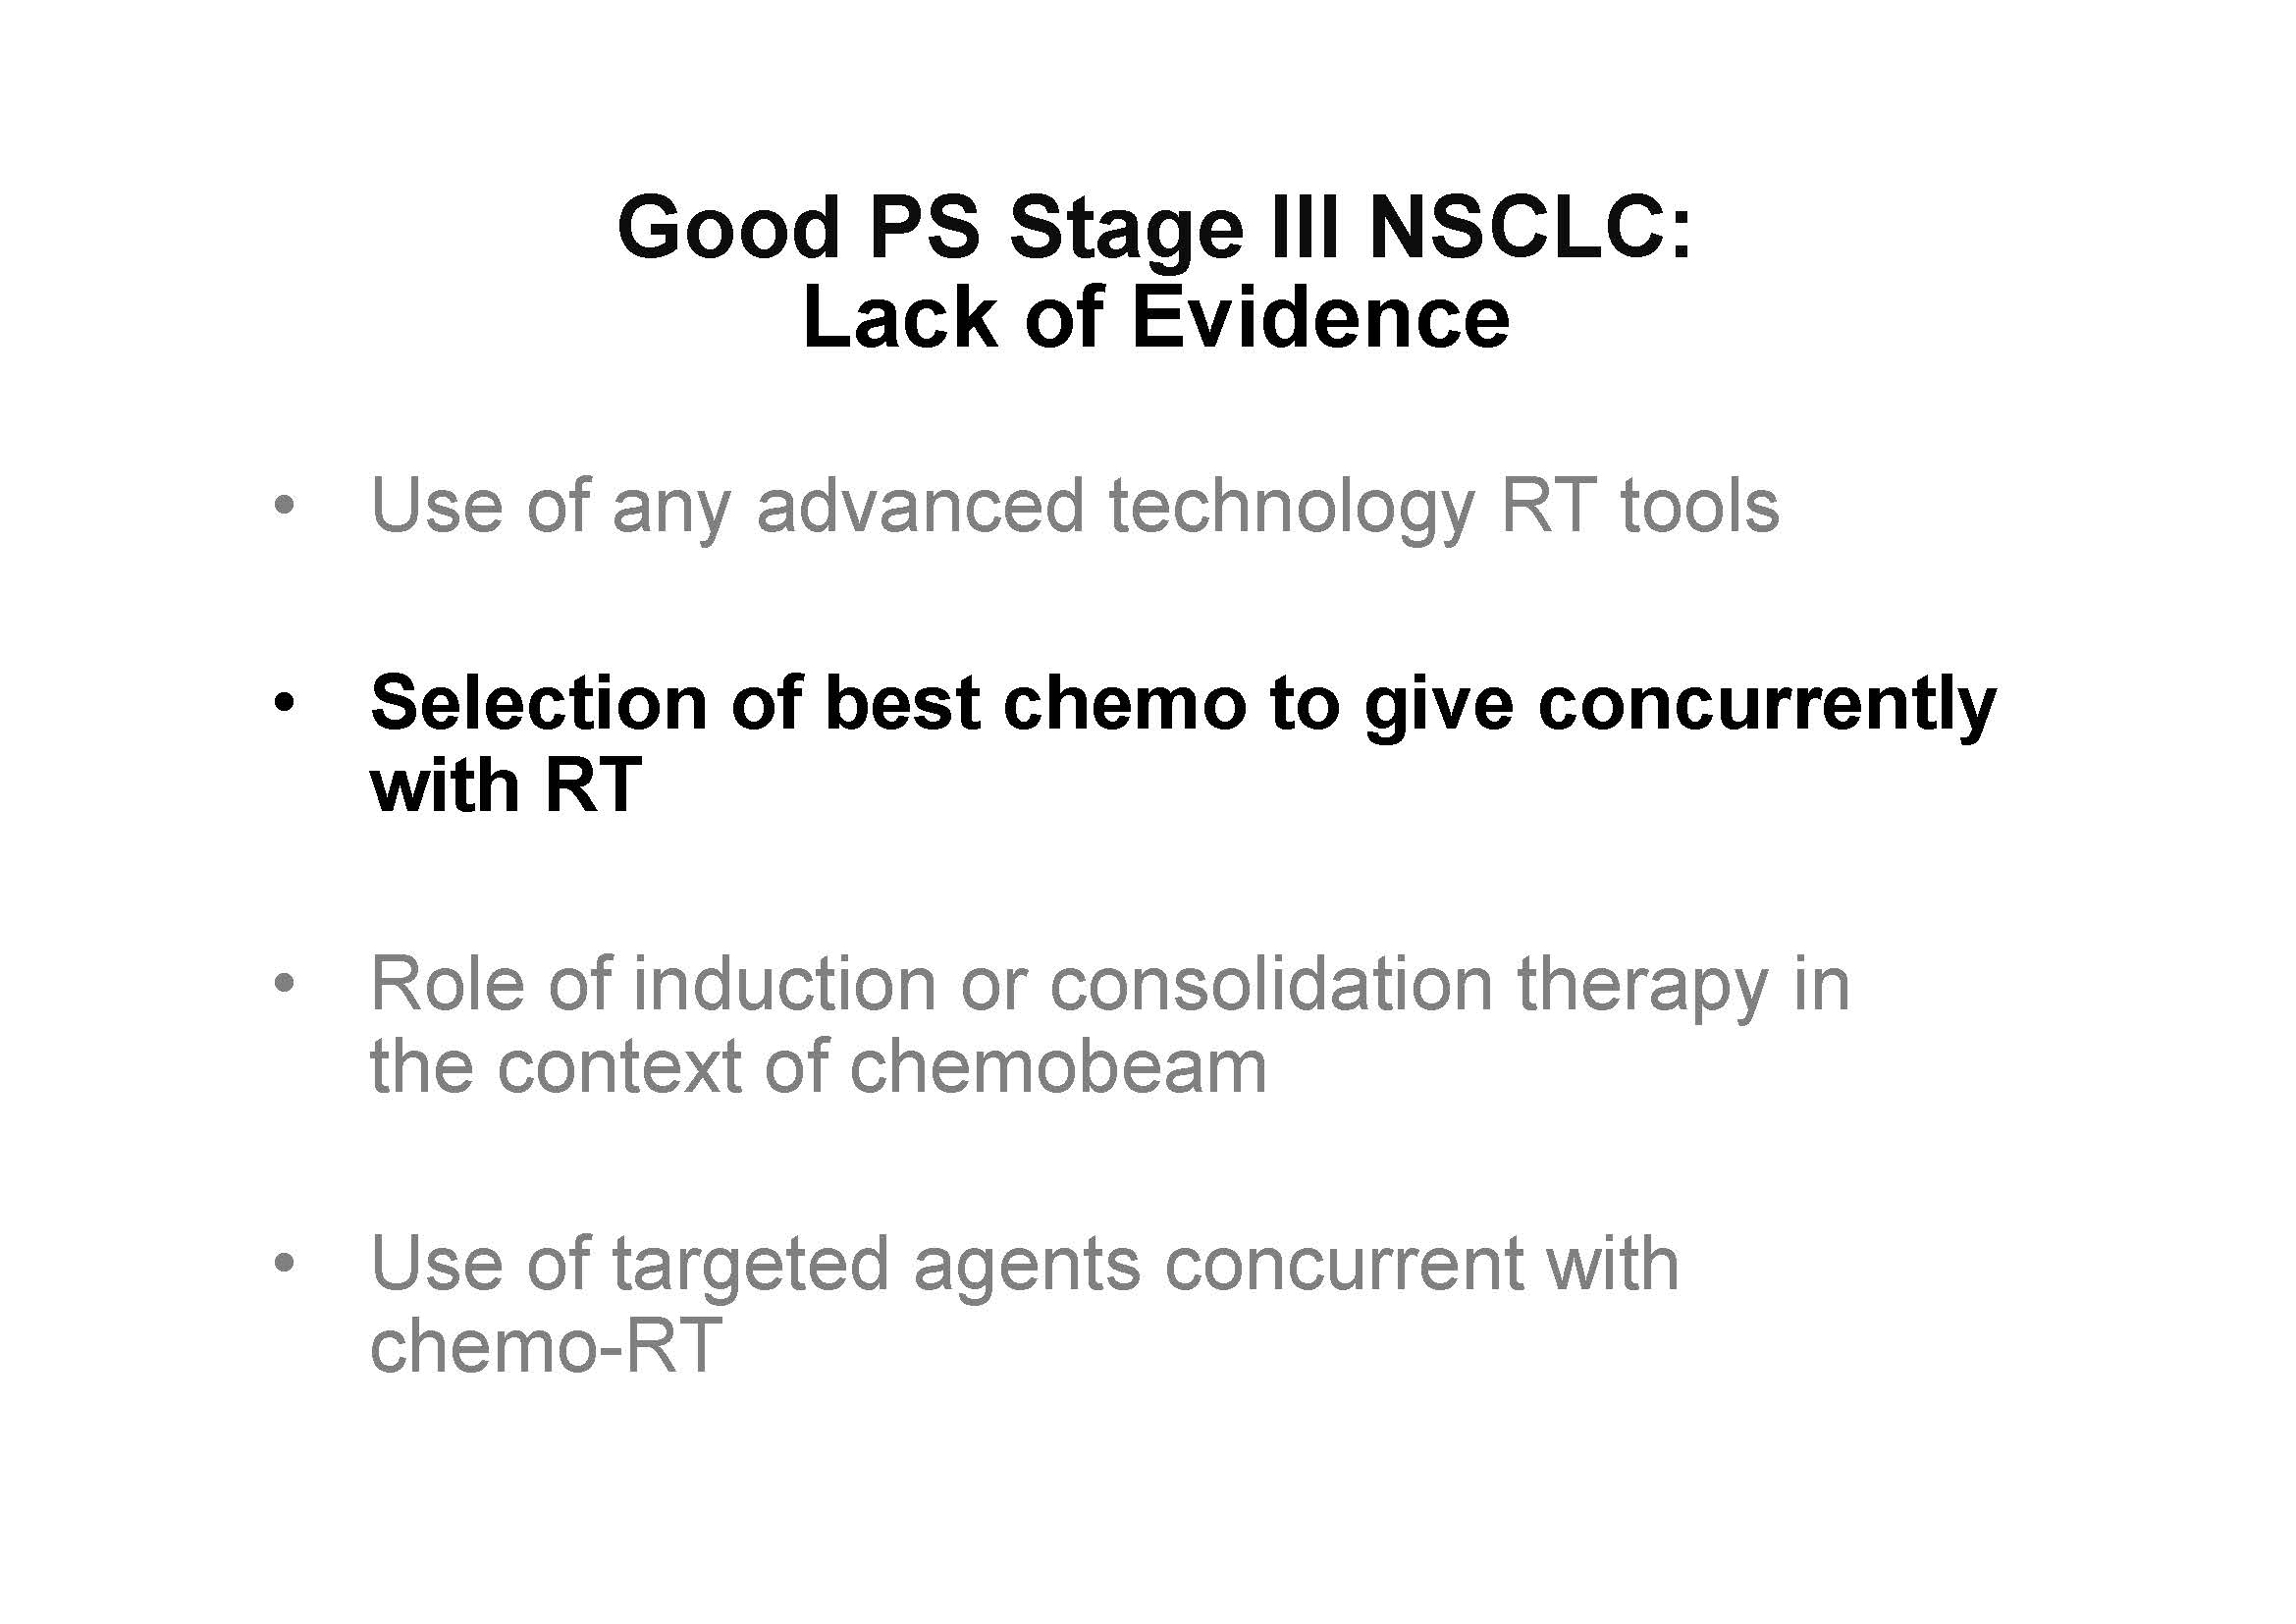 Good PS Stage III NSCLC:
Lack of Evidence
• Use of any advanced technology RT tools
• Selection of best chemo to give concurrently
with RT
• Role of induction or consolidation therapy in
the context of chemobeam
• Use of targeted agents concurrent with
chemo-RT